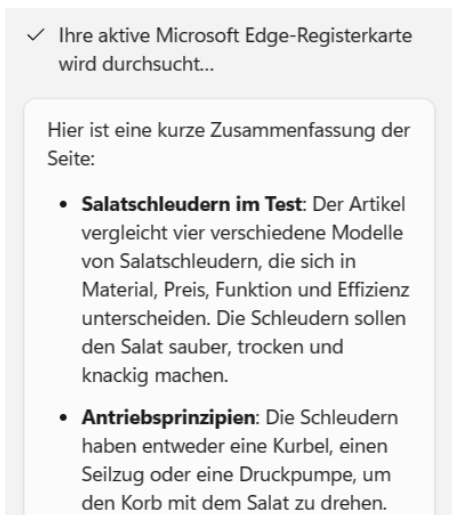 ✓ Ihre aktive Microsoft Edge-Registerkarte
wird durchsucht...
Hier ist eine kurze Zusammenfassung der
Seite:
• Salatschleudern im Test: Der Artikel
vergleicht vier verschiedene Modelle
von Salatschleudern, die sich in
Material, Preis, Funktion und Effizienz
unterscheiden. Die Schleudern sollen
den Salat sauber, trocken und
knackig machen.
• Antriebsprinzipien: Die Schleudern
haben entweder eine Kurbel, einen
Seilzug oder eine Druckpumpe, um
den Korb mit dem Salat zu drehen.